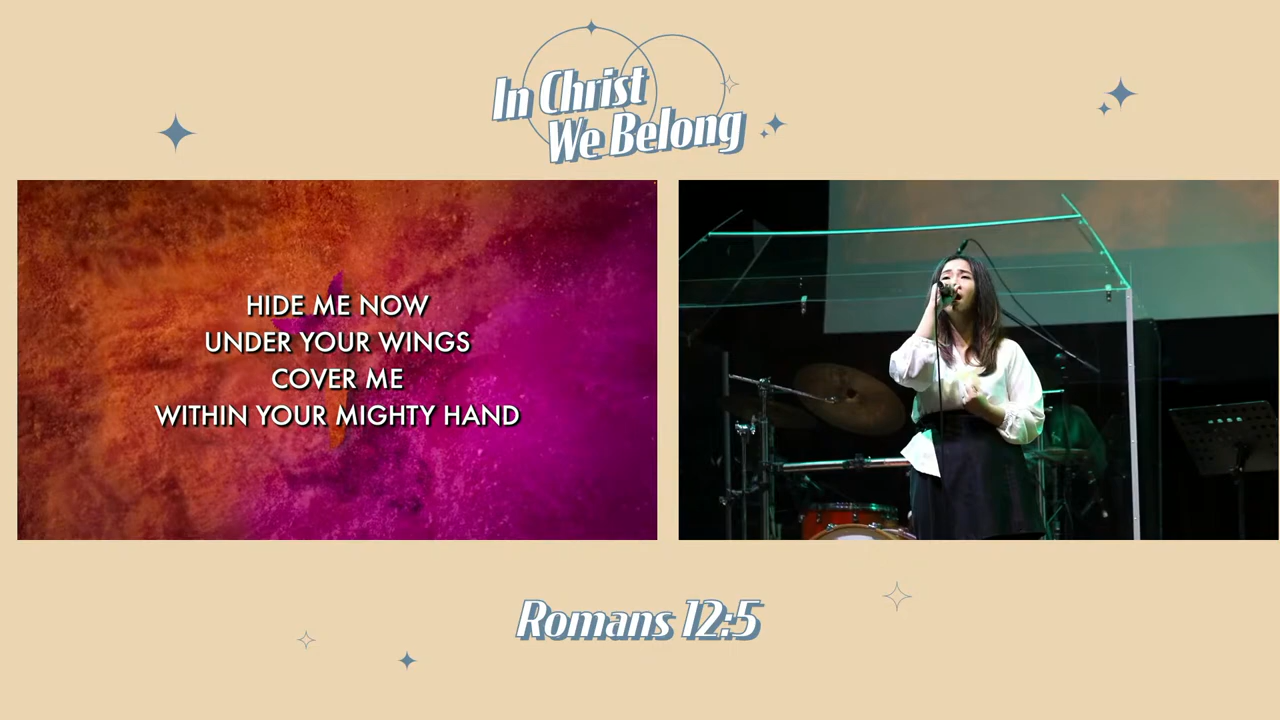 In Christ
We Belong
HIDE ME NOW
UNDER YOUR WINGS
COVER ME
WITHIN YOUR MIGHTY HAND
Romans 12:5